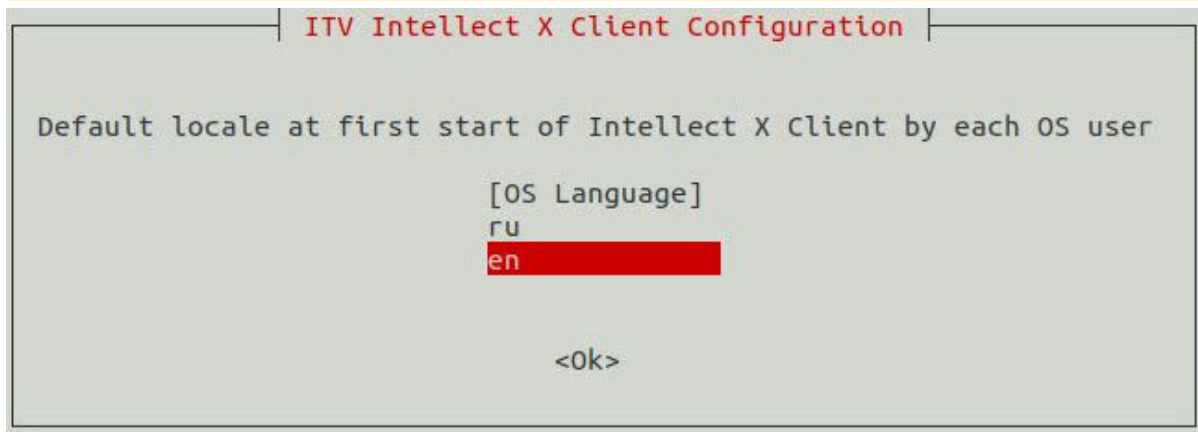 ITV Intellect X Client Configuration
Default locale at first start of Intellect X Client by each OS user
[OS Language]
ru
en
<Ok>